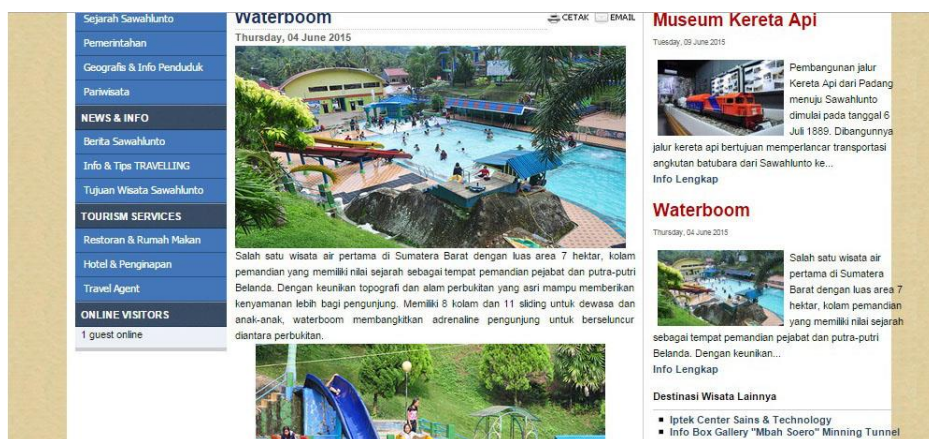 Sejarah Sawahlunto
Pemerintahan
Geografis & Info Penduduk
Pariwisata
NEWS & INFO
Berita Sawahlunto
Info & Tips TRAVELLING
Tujuan Wisata Sawahlunto
TOURISM SERVICES
Restoran & Rumah Makan
Hotel & Penginapan
Travel Agent
ONLINE VISITORS
1 guest online
Waterboom
CETAK EMAIL
Thursday, 04 June 2015
Salah satu wisata air pertama di Sumatera Barat dengan luas area 7 hektar, kolam
pemandian yang memiliki nilai sejarah sebagai tempat pemandian pejabat dan putra-putri
Belanda. Dengan keunikan topografi dan alam perbukitan yang asri mampu memberikan
kenyamanan lebih bagi pengunjung. Memiliki 8 kolam dan 11 sliding untuk dewasa dan
anak-anak, waterboom membangkitkan adrenaline pengunjung untuk berseluncur
diantara perbukitan.
Museum Kereta Api
Tuesday, 09 June 2015
Pembangunan jalur
Kereta Api dari Padang
menuju Sawahlunto
dimulai pada tanggal 6
Juli 1889. Dibangunnya
jalur kereta api bertujuan memperlancar transportasi
angkutan batubara dari Sawahlunto ke...
Info Lengkap
Waterboom
Thursday, 04 June 2015
Salah satu wisata air
pertama di Sumatera
Barat dengan luas area 7
hektar, kolam pemandian
yang memiliki nilai sejarah
sebagai tempat pemandian pejabat dan putra-putri
Belanda. Dengan keunikan...
Info Lengkap
Destinasi Wisata Lainnya
Iptek Center Sains & Technology
Info Box Gallery "Mbah Soero" Minning Tunnel